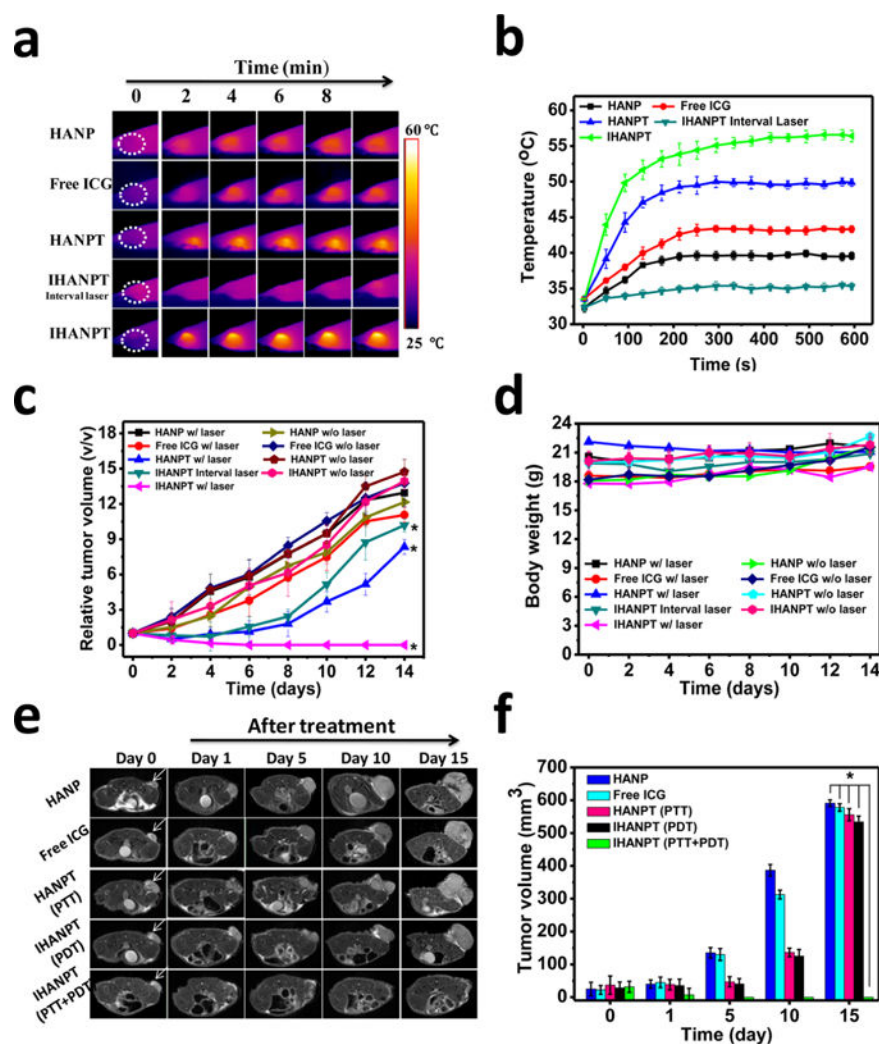 a
Time (min)
0 2 4 6 8
HANP
Free ICG
HANPT
IHANPT
Interval laser
IHANPT
60 ℃
25 ℃
b
HANP Free ICG
HANPT IHANPT Interval Laser
IHANPT
Temperature (°C)
60
55
50
45
40
35
30
0 100 200 300 400 500 600
Time (s)
c
HANP w/ laser HANP w/o laser
Free ICG w/ laser Free ICG w/o laser
HANPT w/ laser HANPT w/o laser
IHANPT Interval laser IHANPT w/o laser
IHANPT w/ laser
Relative tumor volume (v/v)
18
15
12
9
6
3
0
*
*
*
0 2 4 6 8 10 12 14
Time (days)
d
Body weight (g)
24
21
18
15
12
9
6
3
0
HANP w/ laser HANP w/o laser
Free ICG w/ laser Free ICG w/o laser
HANPT w/ laser HANPT w/o laser
IHANPT Interval laser IHANPT w/o laser
IHANPT w/ laser
0 2 4 6 8 10 12 14
Time (days)
e
After treatment
Day 0 Day 1 Day 5 Day 10 Day 15
HANP
Free ICG
HANPT
(PTT)
IHANPT
(PDT)
IHANPT
(PTT+PDT
f
HANP
Free ICG
HANPT (PTT)
IHANPT (PDT)
IHANPT (PTT+PDT)
*
Tumor volume (mm3)
700
600
500
400
300
200
100
0
0 1 5 10 15
Time (day)